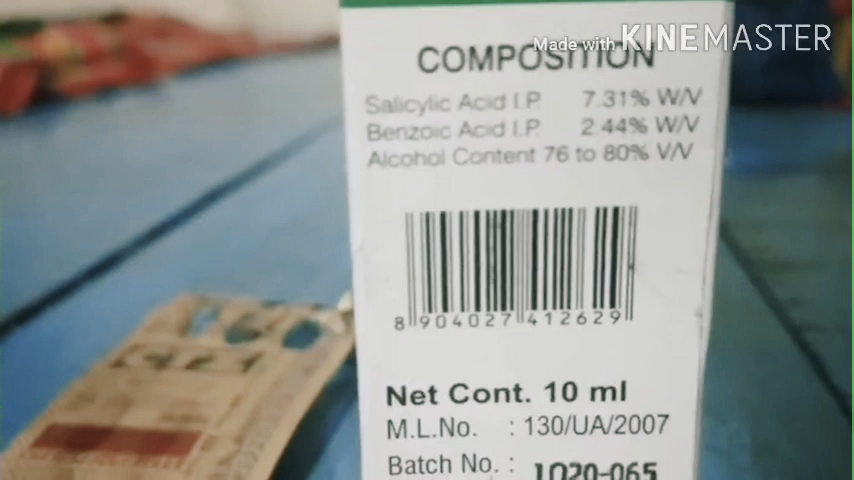 Made with KINEMASTER
COMPOSITION
Salicylic Acid I.P. 7.31% W/V
Benzoic Acid I.P. 2.44% W/V
Alcohol Content 76 to 80% V/V
8 904027 412629
Net Cont. 10 ml
M.L.No. : 130/UA/2007
Batch No. : 1020-065